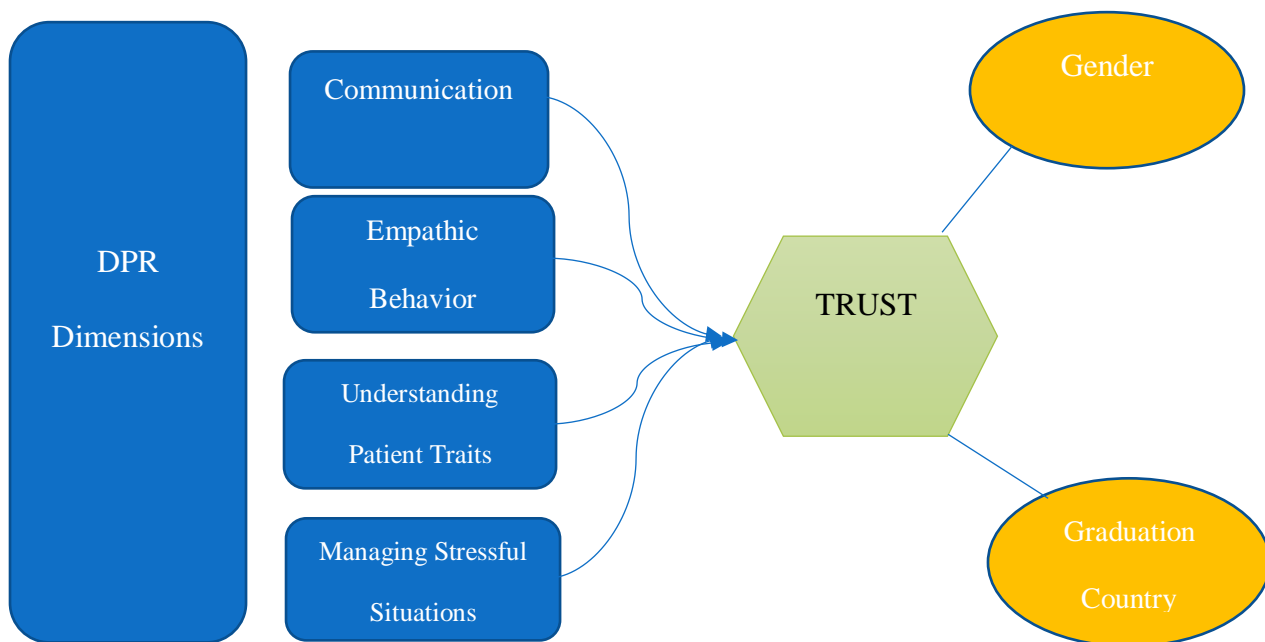 DPR
Dimensions
Communication
Empathic
Behavior
Understanding
Patient Traits
Managing Stressful
Situations
TRUST
Gender
Graduation
Country